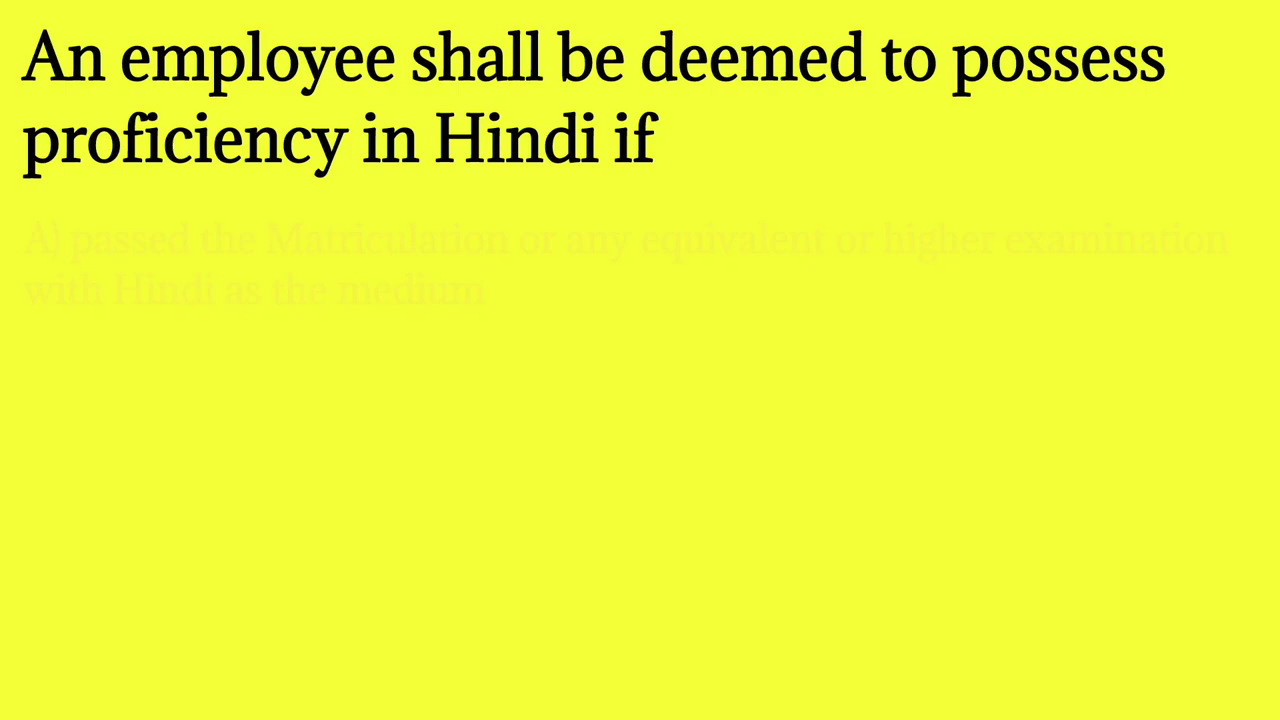 An employee shall be deemed to possess
proficiency in Hindi if
A) passed the Matriculation or any equivalent or higher examination
with Hindi as the medium